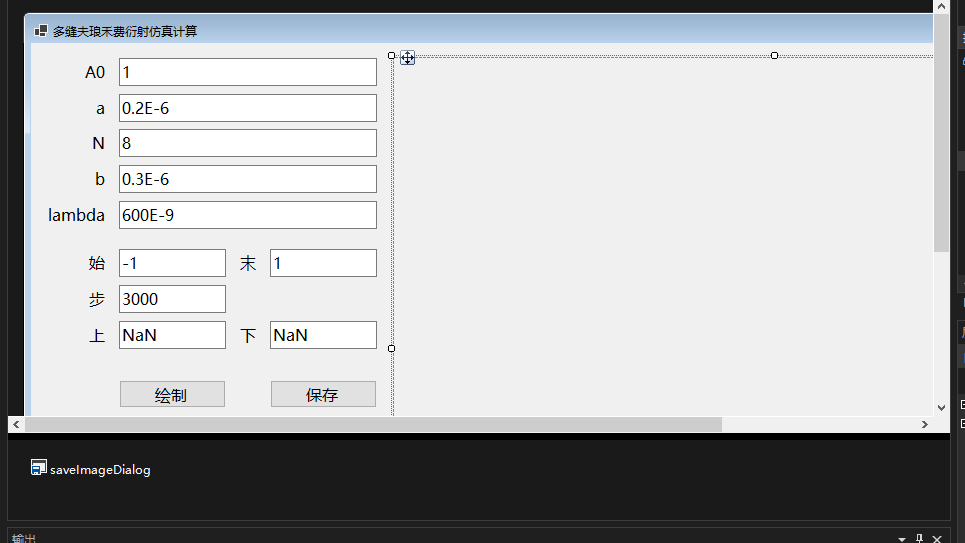 多缝夫琅禾费衍射仿真计算
A0 1
a 0.2E-6
N 8
b 0.3E-6
lambda 600E-9
始 -1 末 1
步 3000
上 NaN 下 NaN
绘制 保存
saveImageDialog
输出